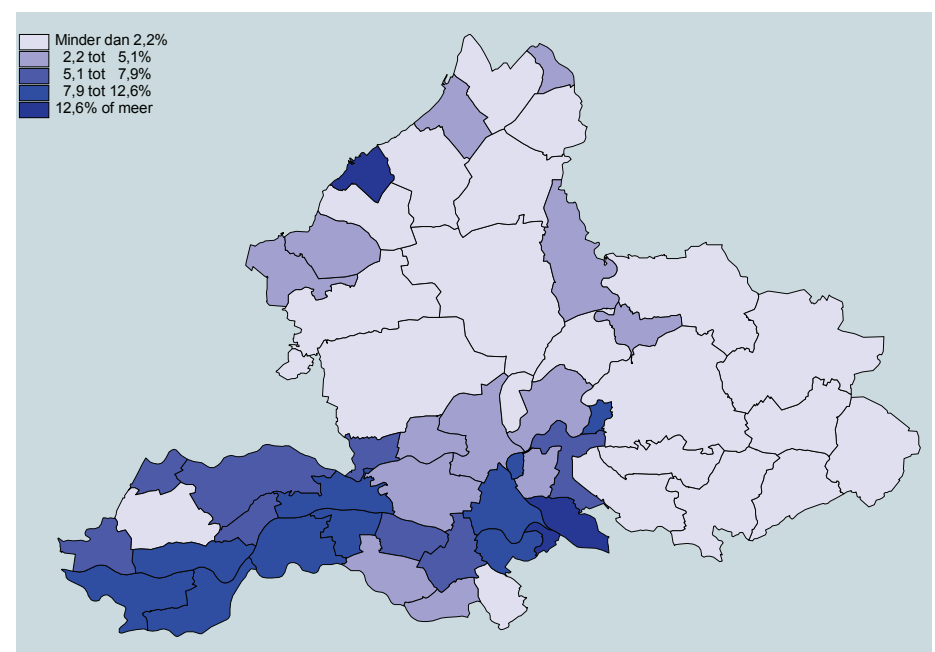 Minder dan 2,2%
2,2 tot 5,1%
5,1 tot 7,9%
7,9 tot 12,6%
12,6% of meer